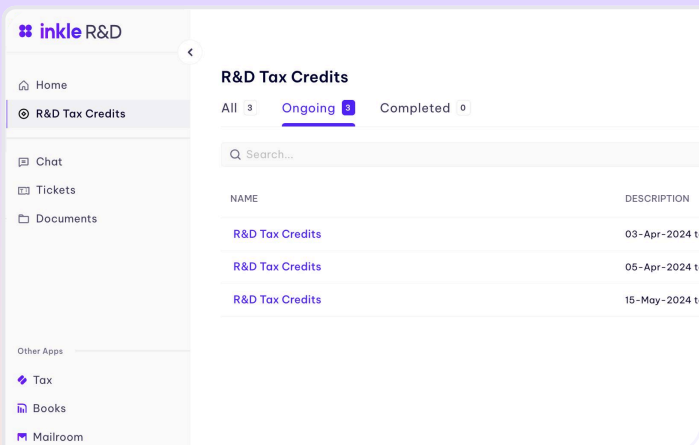 inkle R&D
Home
R&D Tax Credits
Chat
Tickets
Documents
Other Apps
Tax
Books
Mailroom
R&D Tax Credits
All 3 Ongoing 3 Completed 0
Search...
NAME DESCRIPTION
R&D Tax Credits 03-Apr-2024 t
R&D Tax Credits 05-Apr-2024 t
R&D Tax Credits 15-May-2024 t